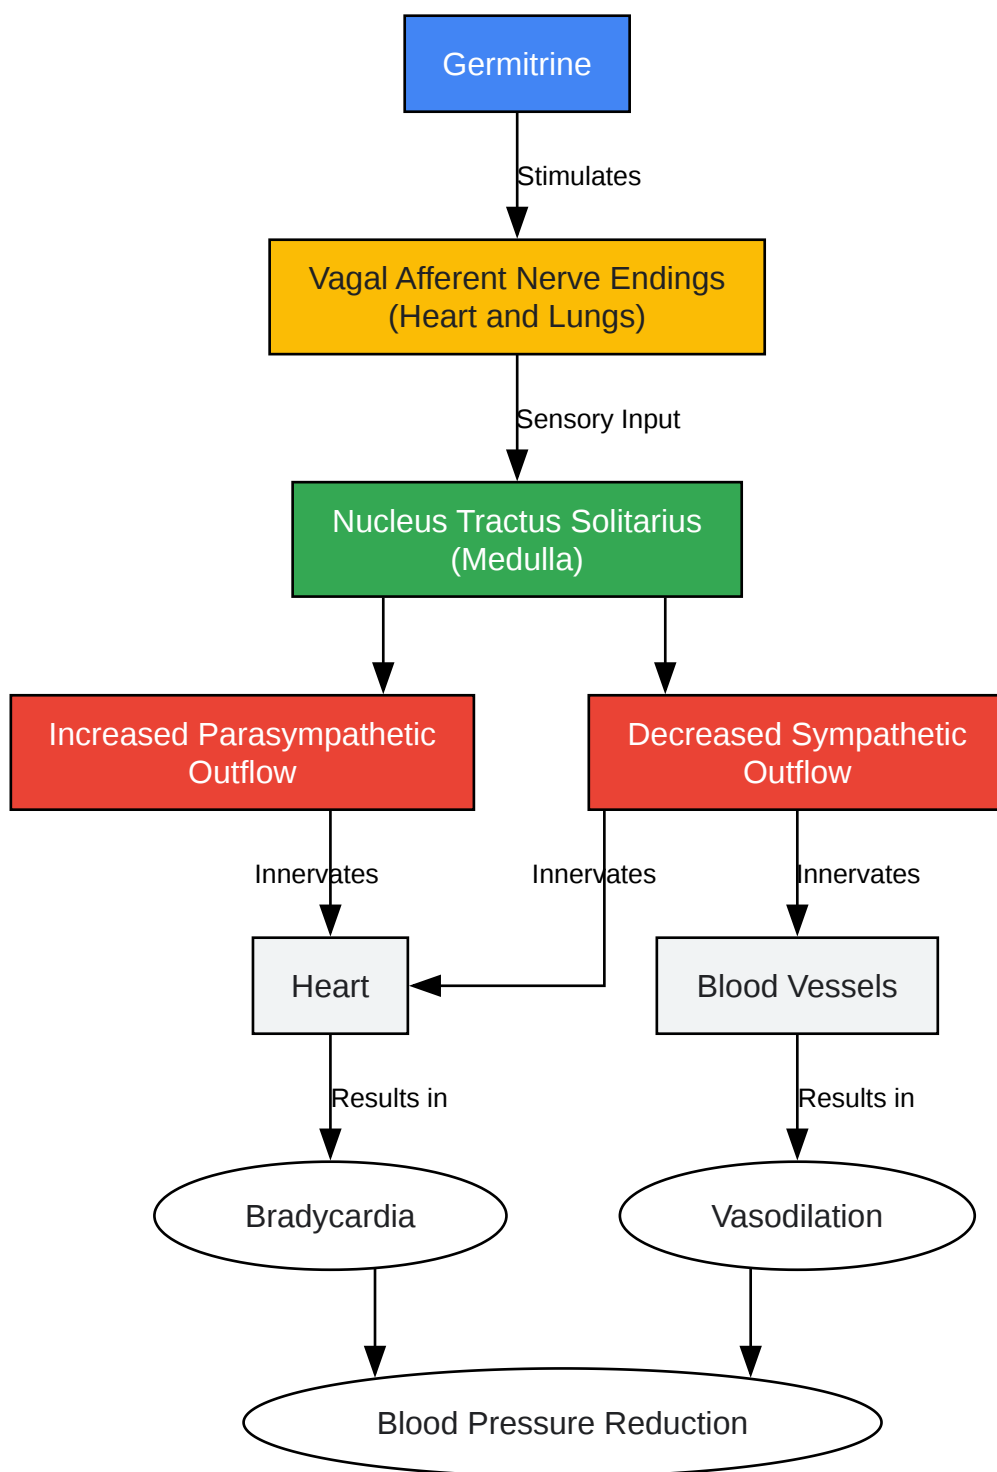 Germitrine
Stimulates
Vagal Afferent Nerve Endings
(Heart and Lungs)
Sensory Input
Nucleus Tractus Solitarius
(Medulla)
Increased Parasympathetic
Outflow
Decreased Sympathetic
Outflow
Innervates
Innervates
Innervates
Heart
Blood Vessels
Results in
Results in
Bradycardia
Vasodilation
Blood Pressure Reduction